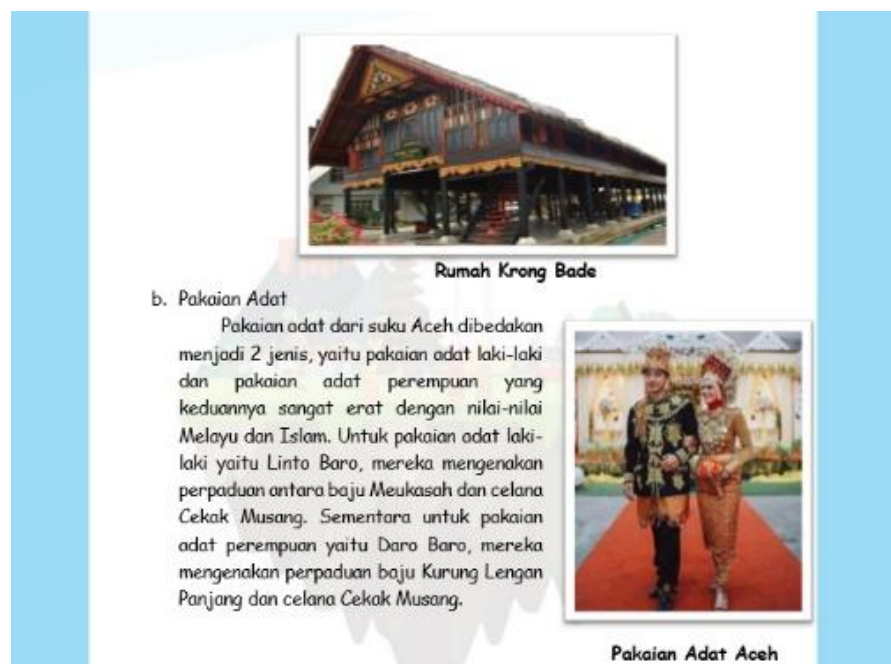 Rumah Krong Bade
b. Pakaian Adat
Pakaian adat dari suku Aceh dibedakan
menjadi 2 jenis, yaitu pakaian adat laki-laki
dan pakaian adat perempuan yang
keduannya sangat erat dengan nilai-nilai
Melayu dan Islam. Untuk pakaian adat laki-
laki yaitu Linto Baro, mereka mengenakan
perpaduan antara baju Meukasah dan celana
Cekak Musang. Sementara untuk pakaian
adat perempuan yaitu Daro Baro, mereka
mengenakan perpaduan baju Kurung Lengan
Panjang dan celana Cekak Musang.
Pakaian Adat Aceh